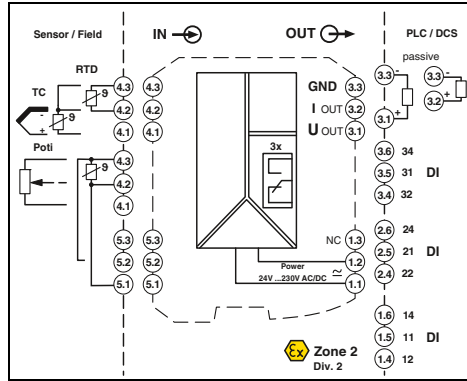 Sensor / Field
IN
OUT
PLC / DCS
passive
RTD
TC
ϑ
-
+
ϑ
4.3
4.2
4.1
4.3
4.2
4.1
Poti
ϑ
4.3
4.2
4.1
5.3
5.2
5.1
5.3
5.2
5.1
3x
GND 3.3
I OUT 3.2
U OUT 3.1
NC 1.3
1.2
1.1
Power
24V ...230V AC/DC
3.3 -
3.1 +
3.3 -
3.2 +
3.6 34
3.5 31 DI
3.4 32
2.6 24
2.5 21 DI
2.4 22
1.6 14
1.5 11 DI
1.4 12
Ex Zone 2
Div. 2